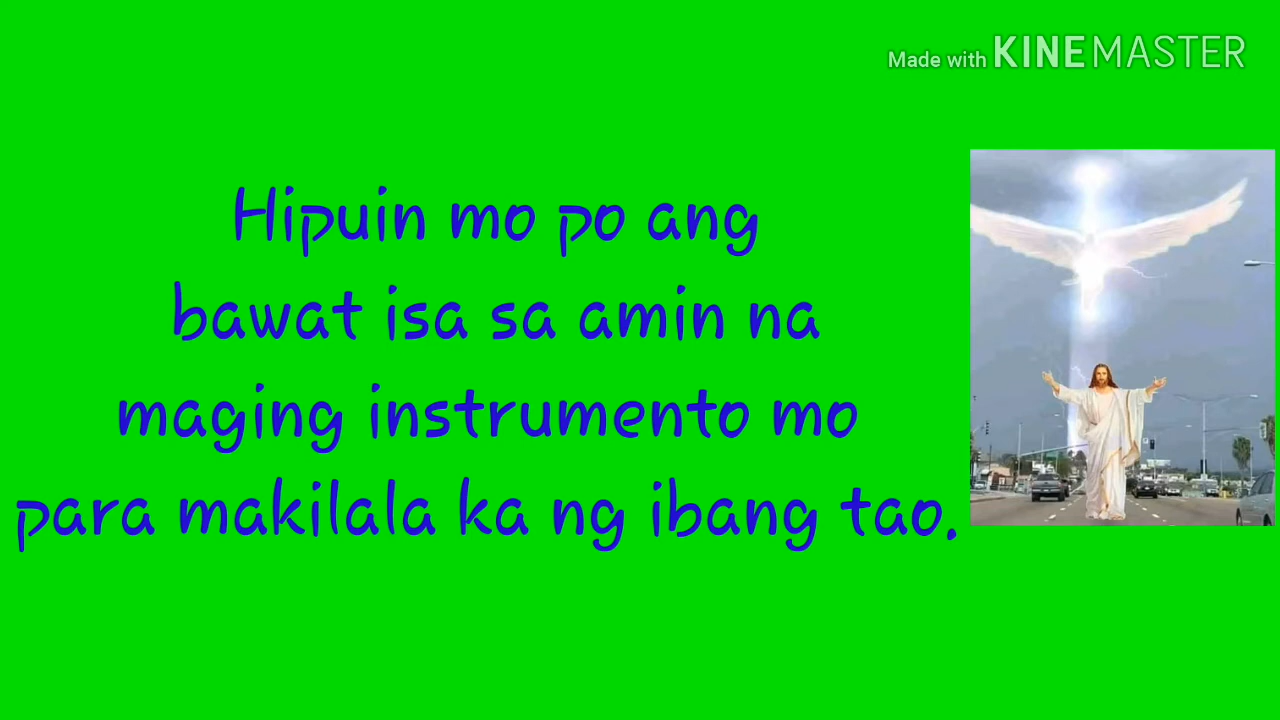 Made with KINEMASTER
Hipuin mo po ang
bawat isa sa amin na
maging instrumento mo
para makilala ka ng ibang tao.